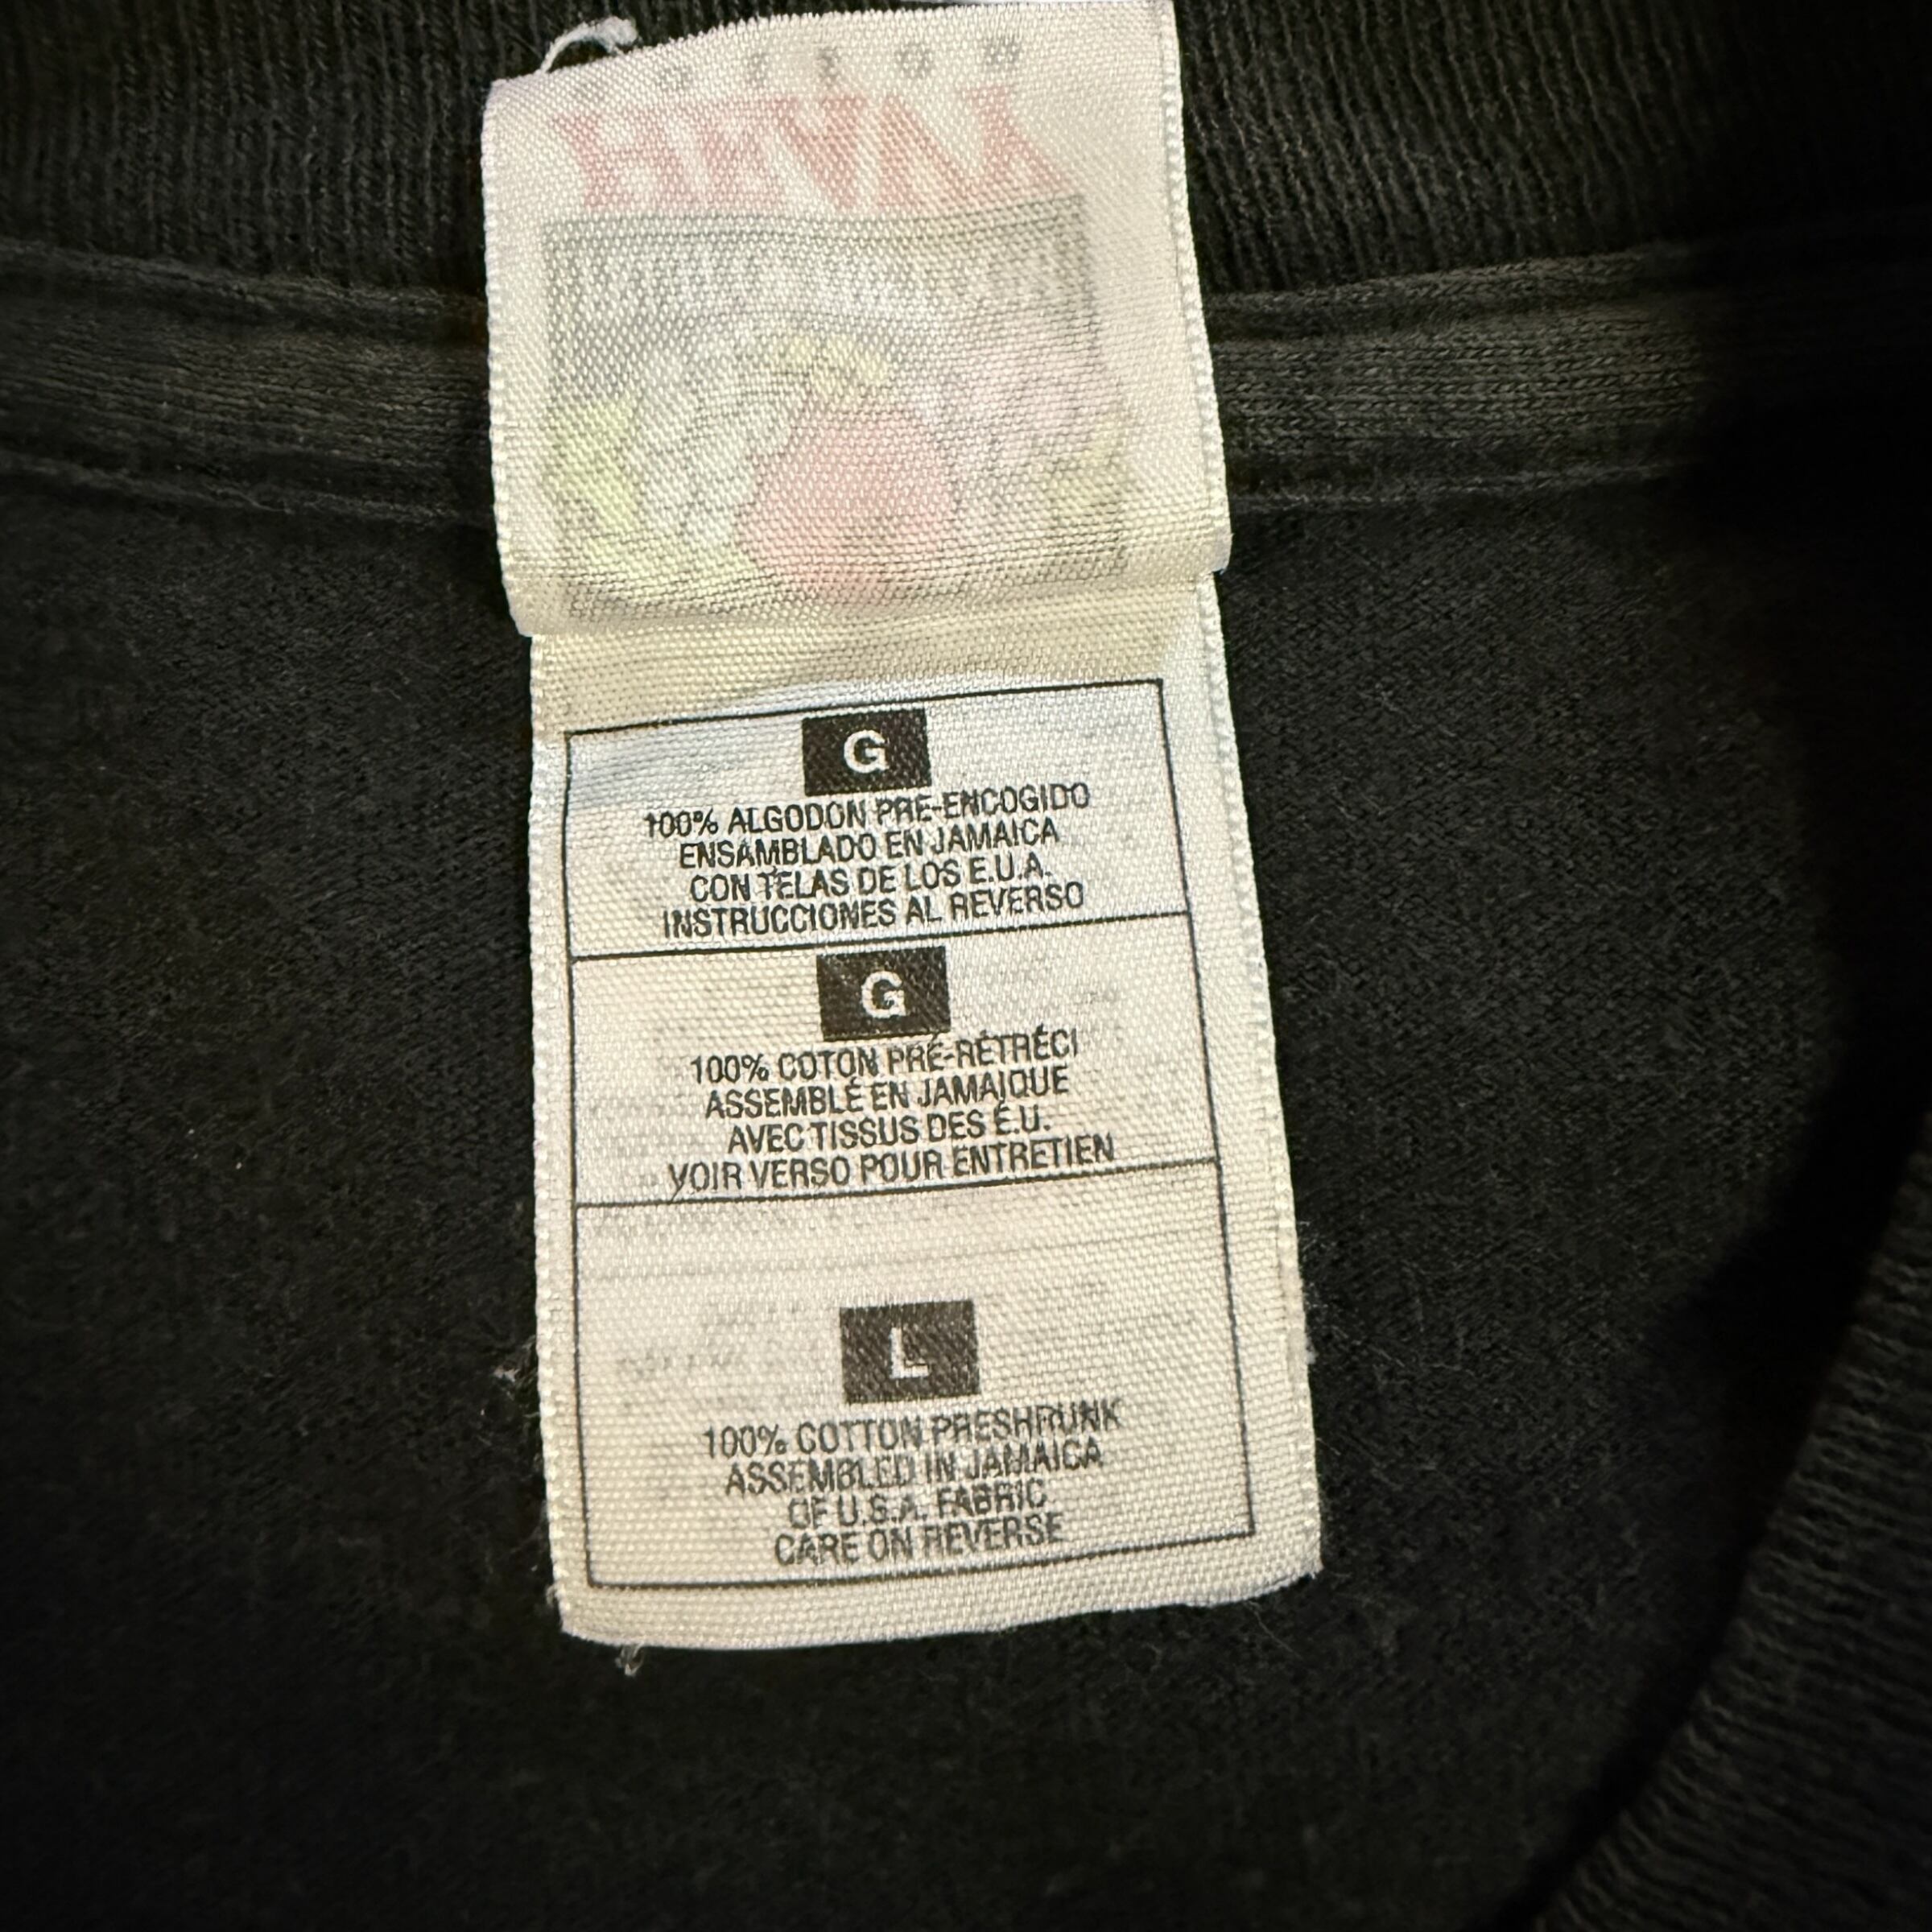 G
100% ALGODON PRE-ENCOGIDO
ENSAMBLADO EN JAMAICA
CON TELAS DE LOS E.U.A.
INSTRUCCIONES AL REVERSO
G
100% COTON PRÉ-RÉTRÉCI
ASSEMBLÉ EN JAMAIQUE
AVEC TISSUS DES É.U.
VOIR VERSO POUR ENTRETIEN
L
100% COTTON PRESHRUNK
ASSEMBLED IN JAMAICA
OF U.S.A. FABRIC
CARE ON REVERSE